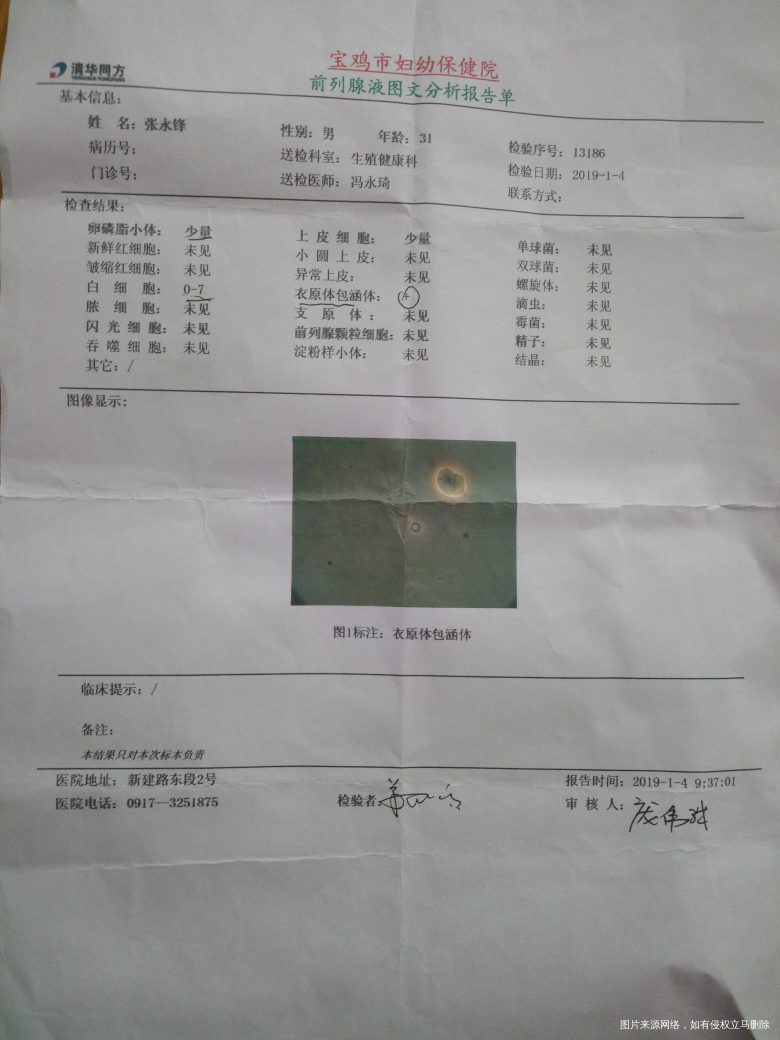 清华同方
TSINGHUA TONGFANG
宝鸡市妇幼保健院
前列腺液图文分析报告单
基本信息:
姓 名: 张永锋 性别: 男 年龄: 31 检验序号: 13186
病历号: 送检科室: 生殖健康科 检验日期: 2019-1-4
门诊号: 送检医师: 冯永琦 联系方式:
检查结果:
卵磷脂小体: 少量 上皮细胞: 少量 单球菌: 未见
新鲜红细胞: 未见 小圆上皮: 未见 双球菌: 未见
皱缩红细胞: 未见 异常上皮: 未见 螺旋体: 未见
白 细 胞: 0-7 衣原体包涵体: + 滴虫: 未见
脓 细 胞: 未见 支 原 体: 未见 霉菌: 未见
闪光细胞: 未见 前列腺颗粒细胞: 未见 精子: 未见
吞噬细胞: 未见 淀粉样小体: 未见 结晶: 未见
其它: /
图像显示:
图1标注: 衣原体包涵体
临床提示: /
备注:
本结果只对本次标本负责
医院地址: 新建路东段2号 报告时间: 2019-1-4 9:37:01
医院电话: 0917—3251875 检验者: 审 核 人:
图片来源网络，如有侵权立马删除